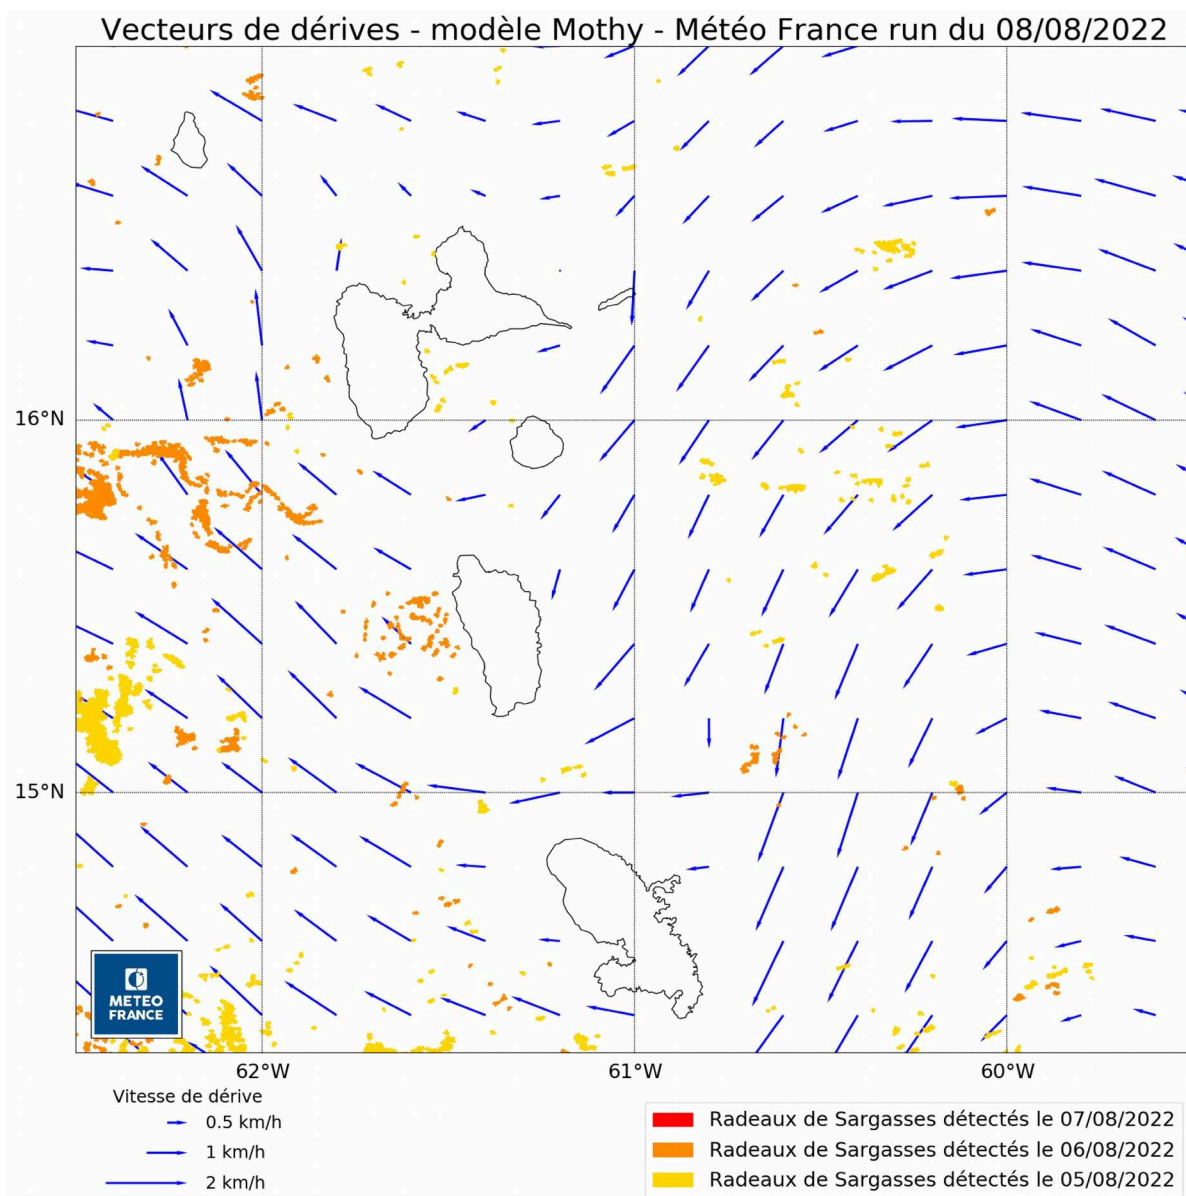 Vecteurs de dérives - modèle Mothy - Météo France run du 08/08/2022
16°N
15°N
METEO
FRANCE
62°W
61°W
60°W
Vitesse de dérive
0.5 km/h
1 km/h
2 km/h
Radeaux de Sargasses détectés le 07/08/2022
Radeaux de Sargasses détectés le 06/08/2022
Radeaux de Sargasses détectés le 05/08/2022